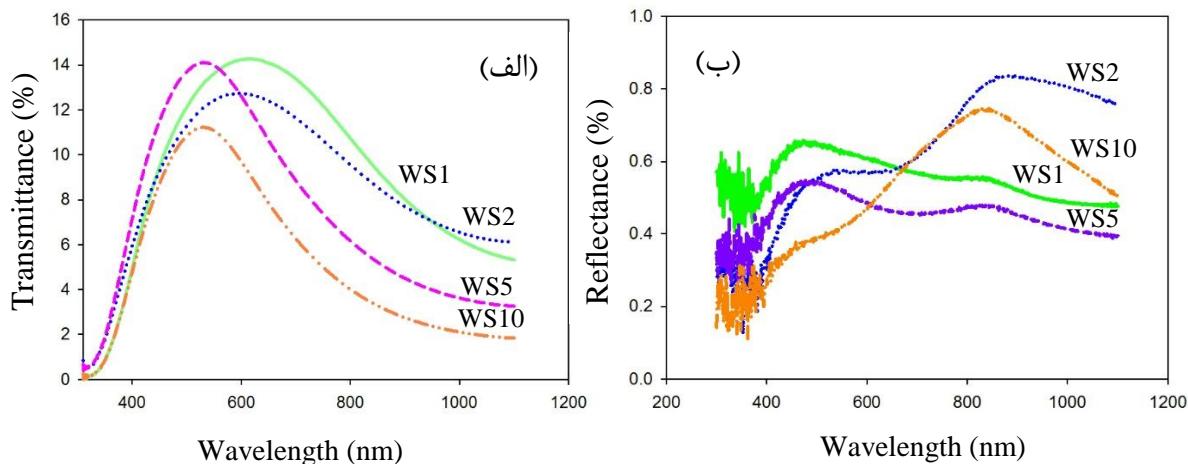 Transmittance (%)
16
14
12
10
8
6
4
2
0
(الف)
WS1
WS2
WS5
WS10
400
600
800
1000
1200
Wavelength (nm)
Reflectance (%)
1.0
0.8
0.6
0.4
0.2
0.0
(ب)
WS2
WS10
WS1
WS5
200
400
600
800
1000
1200
Wavelength (nm)